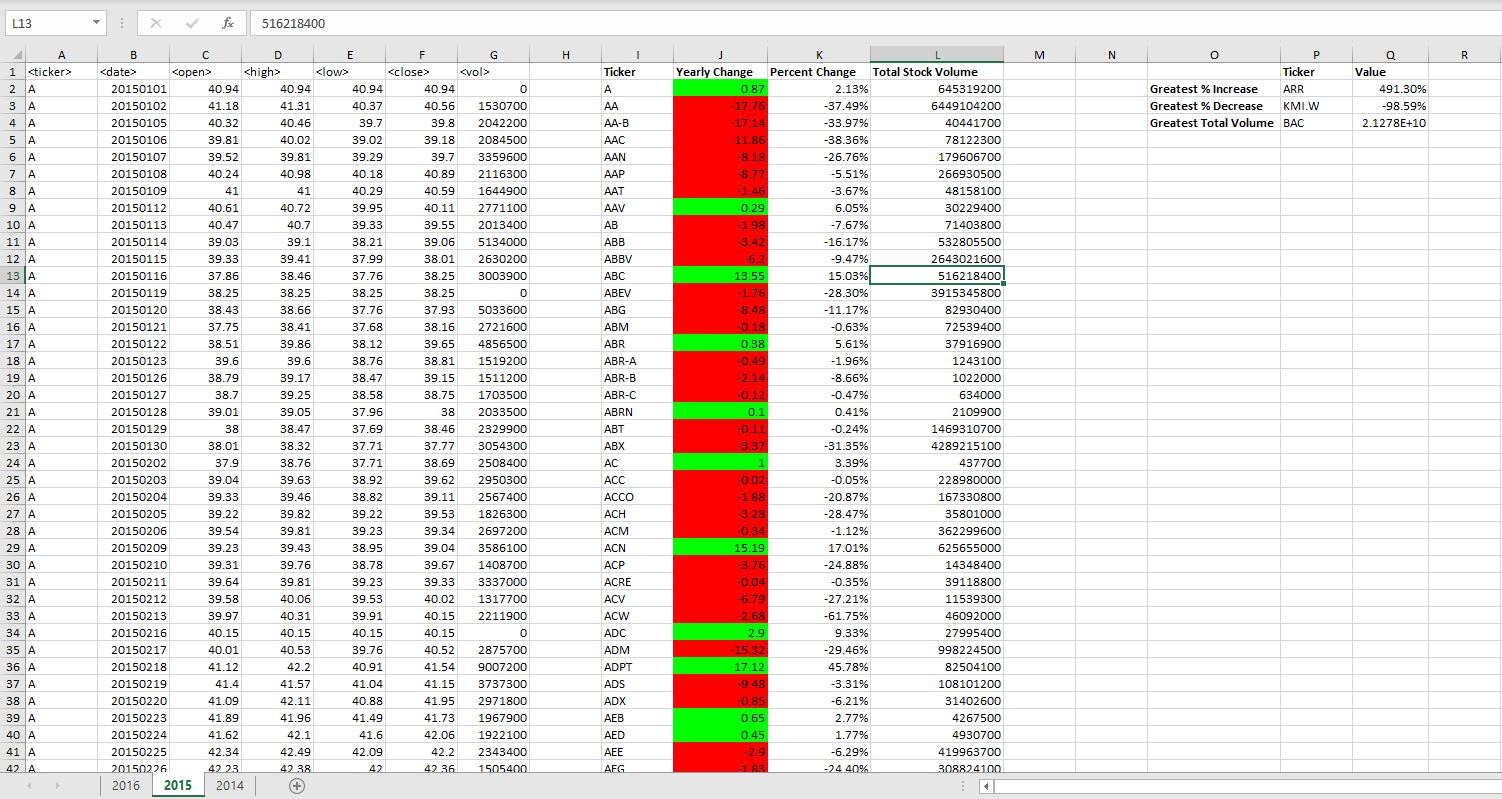 L13 fx 516218400
A B C D E F G H I J K L M N O P Q R
1 <ticker> <date> <open> <high> <low> <close> <vol> Ticker Yearly Change Percent Change Total Stock Volume Ticker Value
2 A 20150101 40.94 40.94 40.94 40.94 0 A 0.87 2.13% 645319200 Greatest % Increase ARR 491.30%
3 A 20150102 41.18 41.31 40.37 40.56 1530700 AA -17.76 -37.49% 6449104200 Greatest % Decrease KMI.W -98.59%
4 A 20150105 40.32 40.46 39.7 39.8 2042200 AA-B -17.14 -33.97% 40441700 Greatest Total Volume BAC 2.1278E+10
5 A 20150106 39.81 40.02 39.02 39.18 2084500 AAC -11.86 -38.36% 78122300
6 A 20150107 39.52 39.81 39.29 39.7 3359600 AAN -8.18 -26.76% 179606700
7 A 20150108 40.24 40.98 40.18 40.89 2116300 AAP -8.77 -5.51% 266930500
8 A 20150109 41 41 40.29 40.59 1644900 AAT -1.46 -3.67% 48158100
9 A 20150112 40.61 40.72 39.95 40.11 2771100 AAV 0.29 6.05% 30229400
10 A 20150113 40.47 40.7 39.33 39.55 2013400 AB -1.98 -7.67% 71403800
11 A 20150114 39.03 39.1 38.21 39.06 5134000 ABB -3.42 -16.17% 532805500
12 A 20150115 39.33 39.41 37.99 38.01 2630200 ABBV -6.2 -9.47% 2643021600
13 A 20150116 37.86 38.46 37.76 38.25 3003900 ABC 13.55 15.03% 516218400
14 A 20150119 38.25 38.25 38.25 38.25 0 ABEV -1.76 -28.30% 3915345800
15 A 20150120 38.43 38.66 37.76 37.93 5033600 ABG -8.48 -11.17% 82930400
16 A 20150121 37.75 38.41 37.68 38.16 2721600 ABM -0.18 -0.63% 72539400
17 A 20150122 38.51 39.86 38.12 39.65 4856500 ABR 0.38 5.61% 37916900
18 A 20150123 39.6 39.6 38.76 38.81 1519200 ABR-A -0.49 -1.96% 1243100
19 A 20150126 38.79 39.17 38.47 39.15 1511200 ABR-B -2.14 -8.66% 1022000
20 A 20150127 38.7 39.25 38.58 38.75 1703500 ABR-C -0.12 -0.47% 634000
21 A 20150128 39.01 39.05 37.96 38 2033500 ABRN 0.1 0.41% 2109900
22 A 20150129 38 38.47 37.69 38.46 2329900 ABT -0.11 -0.24% 1469310700
23 A 20150130 38.01 38.32 37.71 37.77 3054300 ABX -3.37 -31.35% 4289215100
24 A 20150202 37.9 38.76 37.71 38.69 2508400 AC 1 3.39% 437700
25 A 20150203 39.04 39.63 38.92 39.62 2950300 ACC -0.02 -0.05% 228980000
26 A 20150204 39.33 39.46 38.82 39.11 2567400 ACCO -1.88 -20.87% 167330800
27 A 20150205 39.22 39.82 39.22 39.53 1826300 ACH -3.28 -28.47% 35801000
28 A 20150206 39.54 39.81 39.23 39.34 2697200 ACM -0.34 -1.12% 362299600
29 A 20150209 39.23 39.43 38.95 39.04 3586100 ACN 15.19 17.01% 625655000
30 A 20150210 39.31 39.76 38.78 39.67 1408700 ACP -3.76 -24.88% 14348400
31 A 20150211 39.64 39.81 39.23 39.33 3337000 ACRE -0.04 -0.35% 39118800
32 A 20150212 39.58 40.06 39.53 40.02 1317700 ACV -6.79 -27.21% 11539300
33 A 20150213 39.97 40.31 39.91 40.15 2211900 ACW -2.68 -61.75% 46092000
34 A 20150216 40.15 40.15 40.15 40.15 0 ADC 2.9 9.33% 27995400
35 A 20150217 40.01 40.53 39.76 40.52 2875700 ADM -15.32 -29.46% 998224500
36 A 20150218 41.12 42.2 40.91 41.54 9007200 ADPT 17.12 45.78% 82504100
37 A 20150219 41.4 41.57 41.04 41.15 3737300 ADS -9.48 -3.31% 108101200
38 A 20150220 41.09 42.11 40.88 41.95 2971800 ADX -0.85 -6.21% 31402600
39 A 20150223 41.89 41.96 41.49 41.73 1967900 AEB 0.65 2.77% 4267500
40 A 20150224 41.62 42.1 41.6 42.06 1922100 AED 0.45 1.77% 4930700
41 A 20150225 42.34 42.49 42.09 42.2 2343400 AEE -2.9 -6.29% 419963700
42 A 20150226 42.23 42.38 42 42.36 1505400 AEG -1.83 -24.40% 308824100
2016 2015 2014